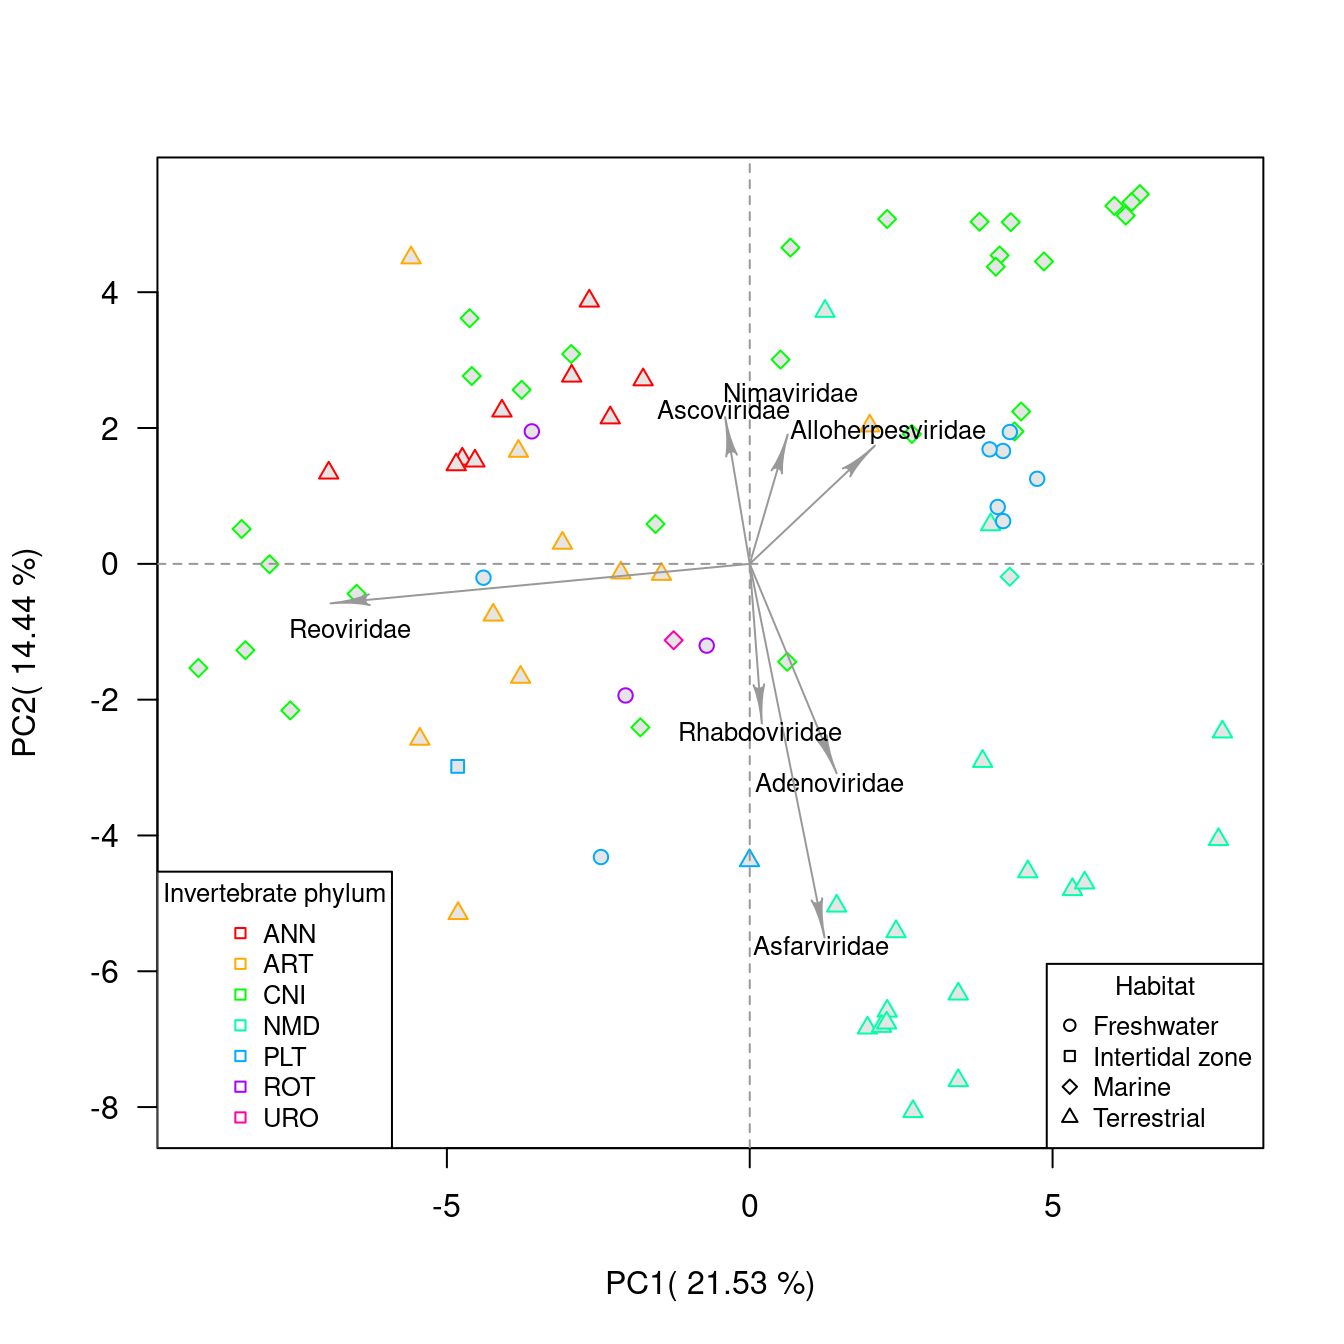 4
2
0
-2
-4
-6
-8
PC2( 14.44 %)
Nimaviridae
Ascoviridae
Alloherpesviridae
Reoviridae
Rhabdoviridae
Adenoviridae
Asfarviridae
Invertebrate phylum
ANN
ART
CNI
NMD
PLT
ROT
URO
Habitat
Freshwater
Intertidal zone
Marine
Terrestrial
-5
0
5
PC1( 21.53 %)